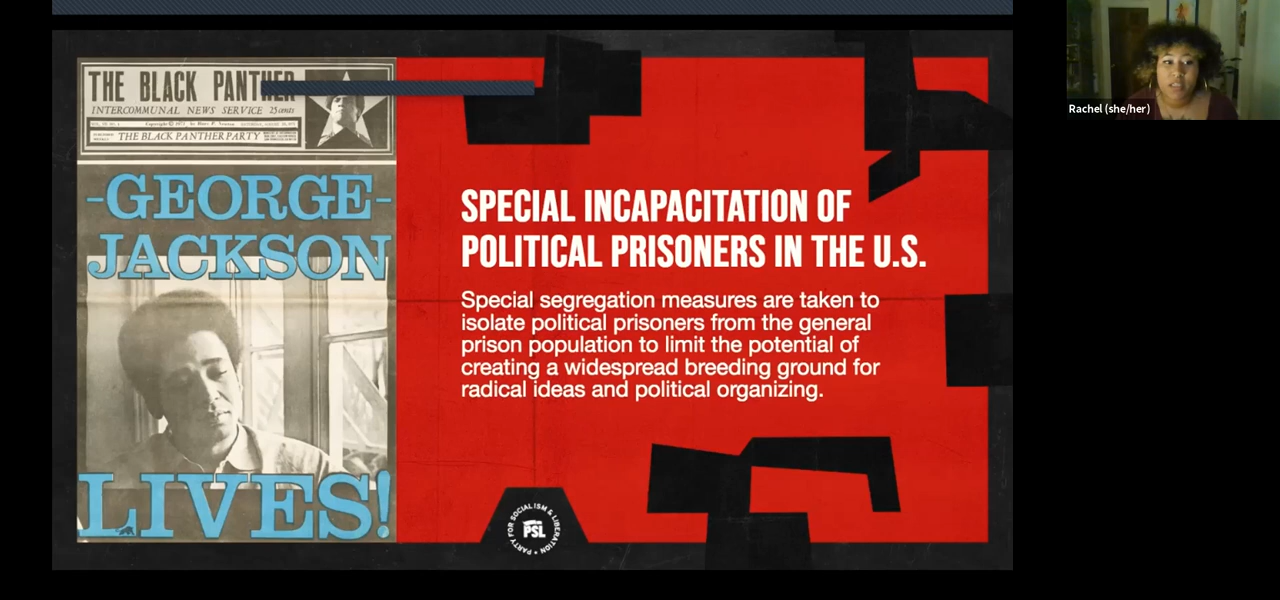 THE BLACK PANTHER
INTERCOMMUNAL NEWS SERVICE 25 cents
THE BLACK PANTHER PARTY
-GEORGE-
JACKSON
LIVES!
SPECIAL INCAPACITATION OF
POLITICAL PRISONERS IN THE U.S.
Special segregation measures are taken to
isolate political prisoners from the general
prison population to limit the potential of
creating a widespread breeding ground for
radical ideas and political organizing.
PARTY FOR SOCIALISM & LIBERATION
PSL
Rachel (she/her)